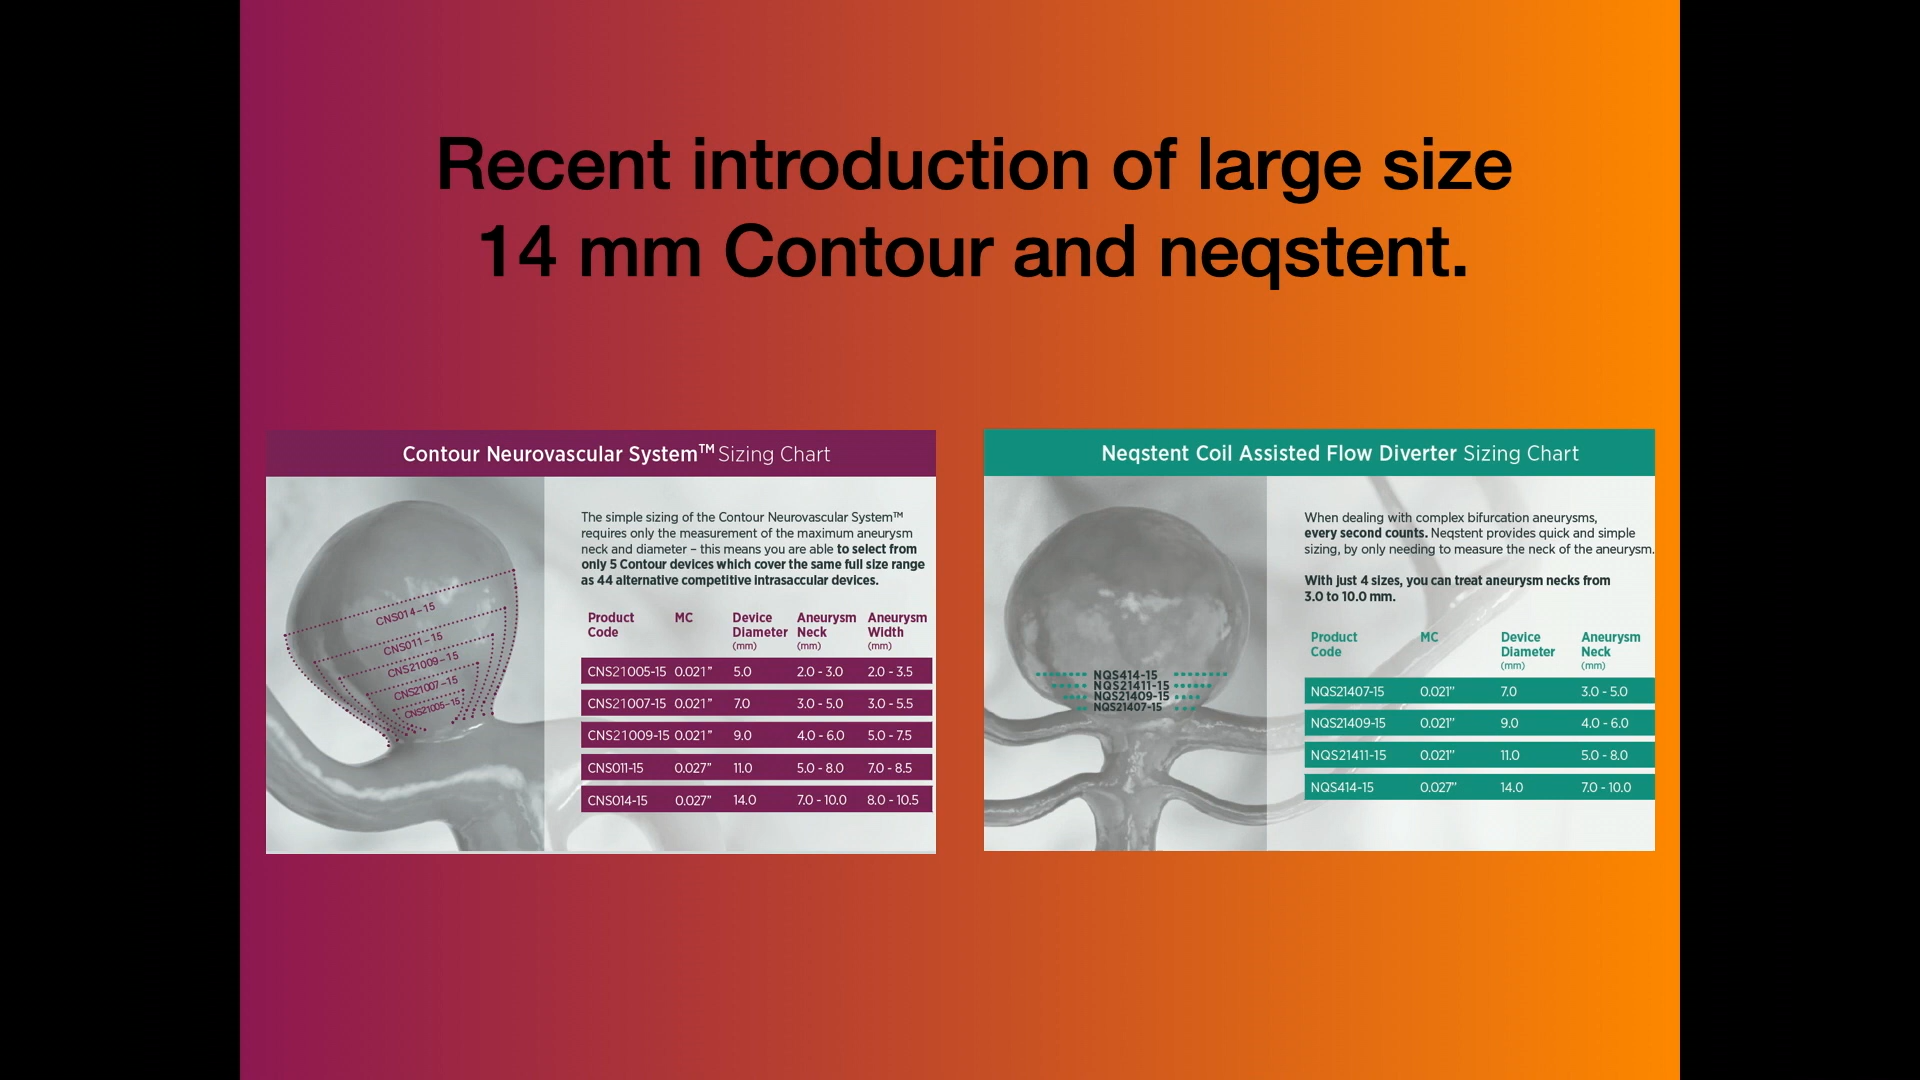 Recent introduction of large size
14 mm Contour and neqstent.
Contour Neurovascular System™ Sizing Chart
CNS014-15
CNS011-15
CNS21009-15
CNS21007-15
CNS21005-15
The simple sizing of the Contour Neurovascular System™
requires only the measurement of the maximum aneurysm
neck and diameter – this means you are able to select from
only 5 Contour devices which cover the same full size range
as 44 alternative competitive intrasaccular devices.
Product Code MC Device Diameter (mm) Aneurysm Neck (mm) Aneurysm Width (mm)
CNS21005-15 0.021" 5.0 2.0 - 3.0 2.0 - 3.5
CNS21007-15 0.021" 7.0 3.0 - 5.0 3.0 - 5.5
CNS21009-15 0.021" 9.0 4.0 - 6.0 5.0 - 7.5
CNS011-15 0.027" 11.0 5.0 - 8.0 7.0 - 8.5
CNS014-15 0.027" 14.0 7.0 - 10.0 8.0 - 10.5
Neqstent Coil Assisted Flow Diverter Sizing Chart
NQS414-15
NQS21411-15
NQS21409-15
NQS21407-15
When dealing with complex bifurcation aneurysms,
every second counts. Neqstent provides quick and simple
sizing, by only needing to measure the neck of the aneurysm.
With just 4 sizes, you can treat aneurysm necks from
3.0 to 10.0 mm.
Product Code MC Device Diameter (mm) Aneurysm Neck (mm)
NQS21407-15 0.021" 7.0 3.0 - 5.0
NQS21409-15 0.021" 9.0 4.0 - 6.0
NQS21411-15 0.021" 11.0 5.0 - 8.0
NQS414-15 0.027" 14.0 7.0 - 10.0